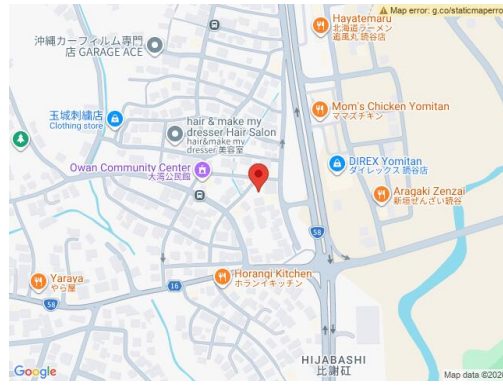 Map error: g.co/staticmaperro
Hayatemaru
北海道ラーメン
追風丸 読谷店
沖縄カーフィルム専門
店 GARAGE ACE
玉城刺繍店
Clothing store
hair & make my
dresser Hair Salon
hair&make my
dresser 美容室
Mom's Chicken Yomitan
ママズチキン
Owan Community Center
大湾公民館
DIREX Yomitan
ダイレックス 読谷店
Aragaki Zenzai
新垣ぜんざい読谷
58
Yaraya
やら屋
58
16
Horangi Kitchen
ホランイキッチン
HIJABASHI
比謝矼
Google
Map data ©202